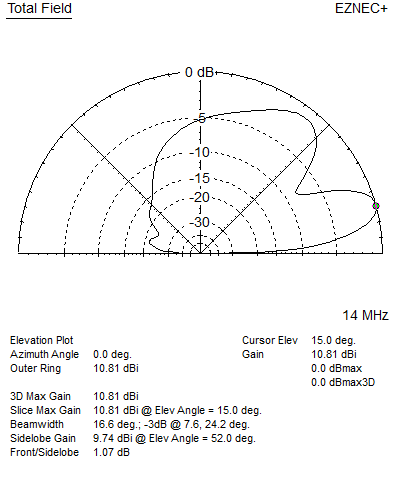 Total Field
EZNEC+
0 dB
-5
-10
-15
-20
-30
14 MHz
Elevation Plot
Cursor Elev 15.0 deg.
Azimuth Angle 0.0 deg.
Gain 10.81 dBi
Outer Ring 10.81 dBi
0.0 dBmax
0.0 dBmax3D
3D Max Gain 10.81 dBi
Slice Max Gain 10.81 dBi @ Elev Angle = 15.0 deg.
Beamwidth 16.6 deg.; -3dB @ 7.6, 24.2 deg.
Sidelobe Gain 9.74 dBi @ Elev Angle = 52.0 deg.
Front/Sidelobe 1.07 dB